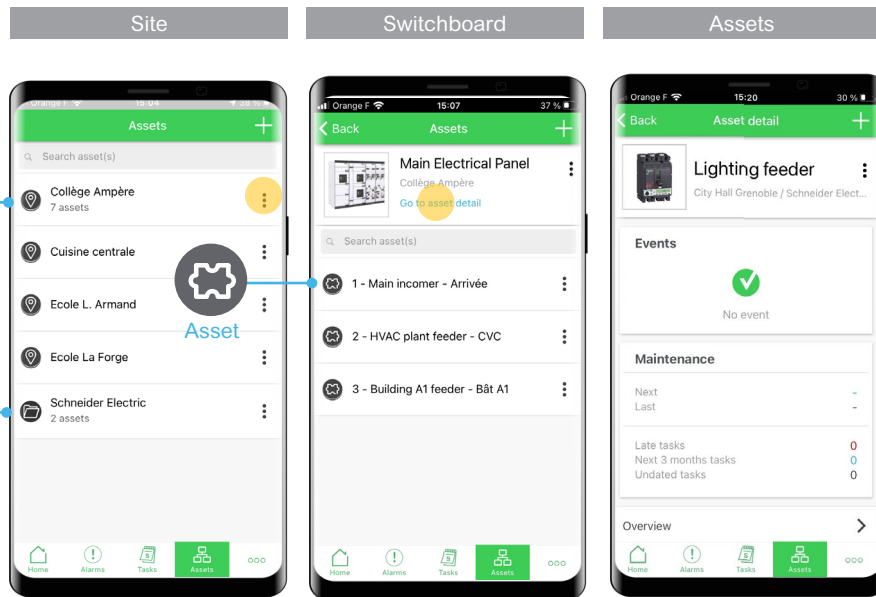 Site
Switchboard
Assets
Orange F 15:04 38 %
Assets
Search asset(s)
Collège Ampère
7 assets
Cuisine centrale
Ecole L. Armand
Ecole La Forge
Schneider Electric
2 assets
Home Alarms Tasks Assets
Asset
Orange F 15:07 37 %
Back Assets
Main Electrical Panel
Collège Ampère
Go to asset detail
Search asset(s)
1 - Main incomer - Arrivée
2 - HVAC plant feeder - CVC
3 - Building A1 feeder - Bât A1
Home Alarms Tasks Assets
Orange F 15:20 30 %
Back Asset detail
Lighting feeder
City Hall Grenoble / Schneider Elect...
Events
No event
Maintenance
Next -
Last -
Late tasks 0
Next 3 months tasks 0
Undated tasks 0
Overview
Home Alarms Tasks Assets